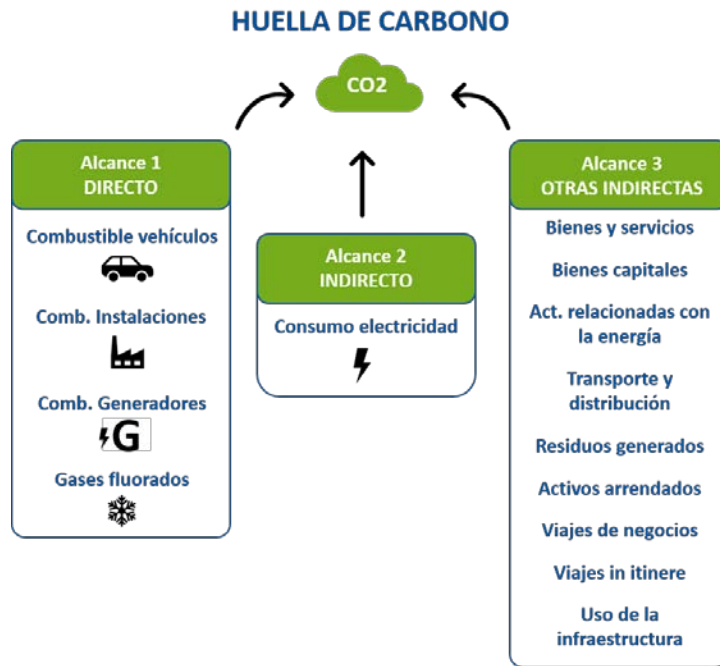 HUELLA DE CARBONO
CO2
Alcance 1
DIRECTO
Combustible vehículos
Comb. Instalaciones
Comb. Generadores
G
Gases fluorados
Alcance 2
INDIRECTO
Consumo electricidad
Alcance 3
OTRAS INDIRECTAS
Bienes y servicios
Bienes capitales
Act. relacionadas con
la energía
Transporte y
distribución
Residuos generados
Activos arrendados
Viajes de negocios
Viajes in itinere
Uso de la
infraestructura